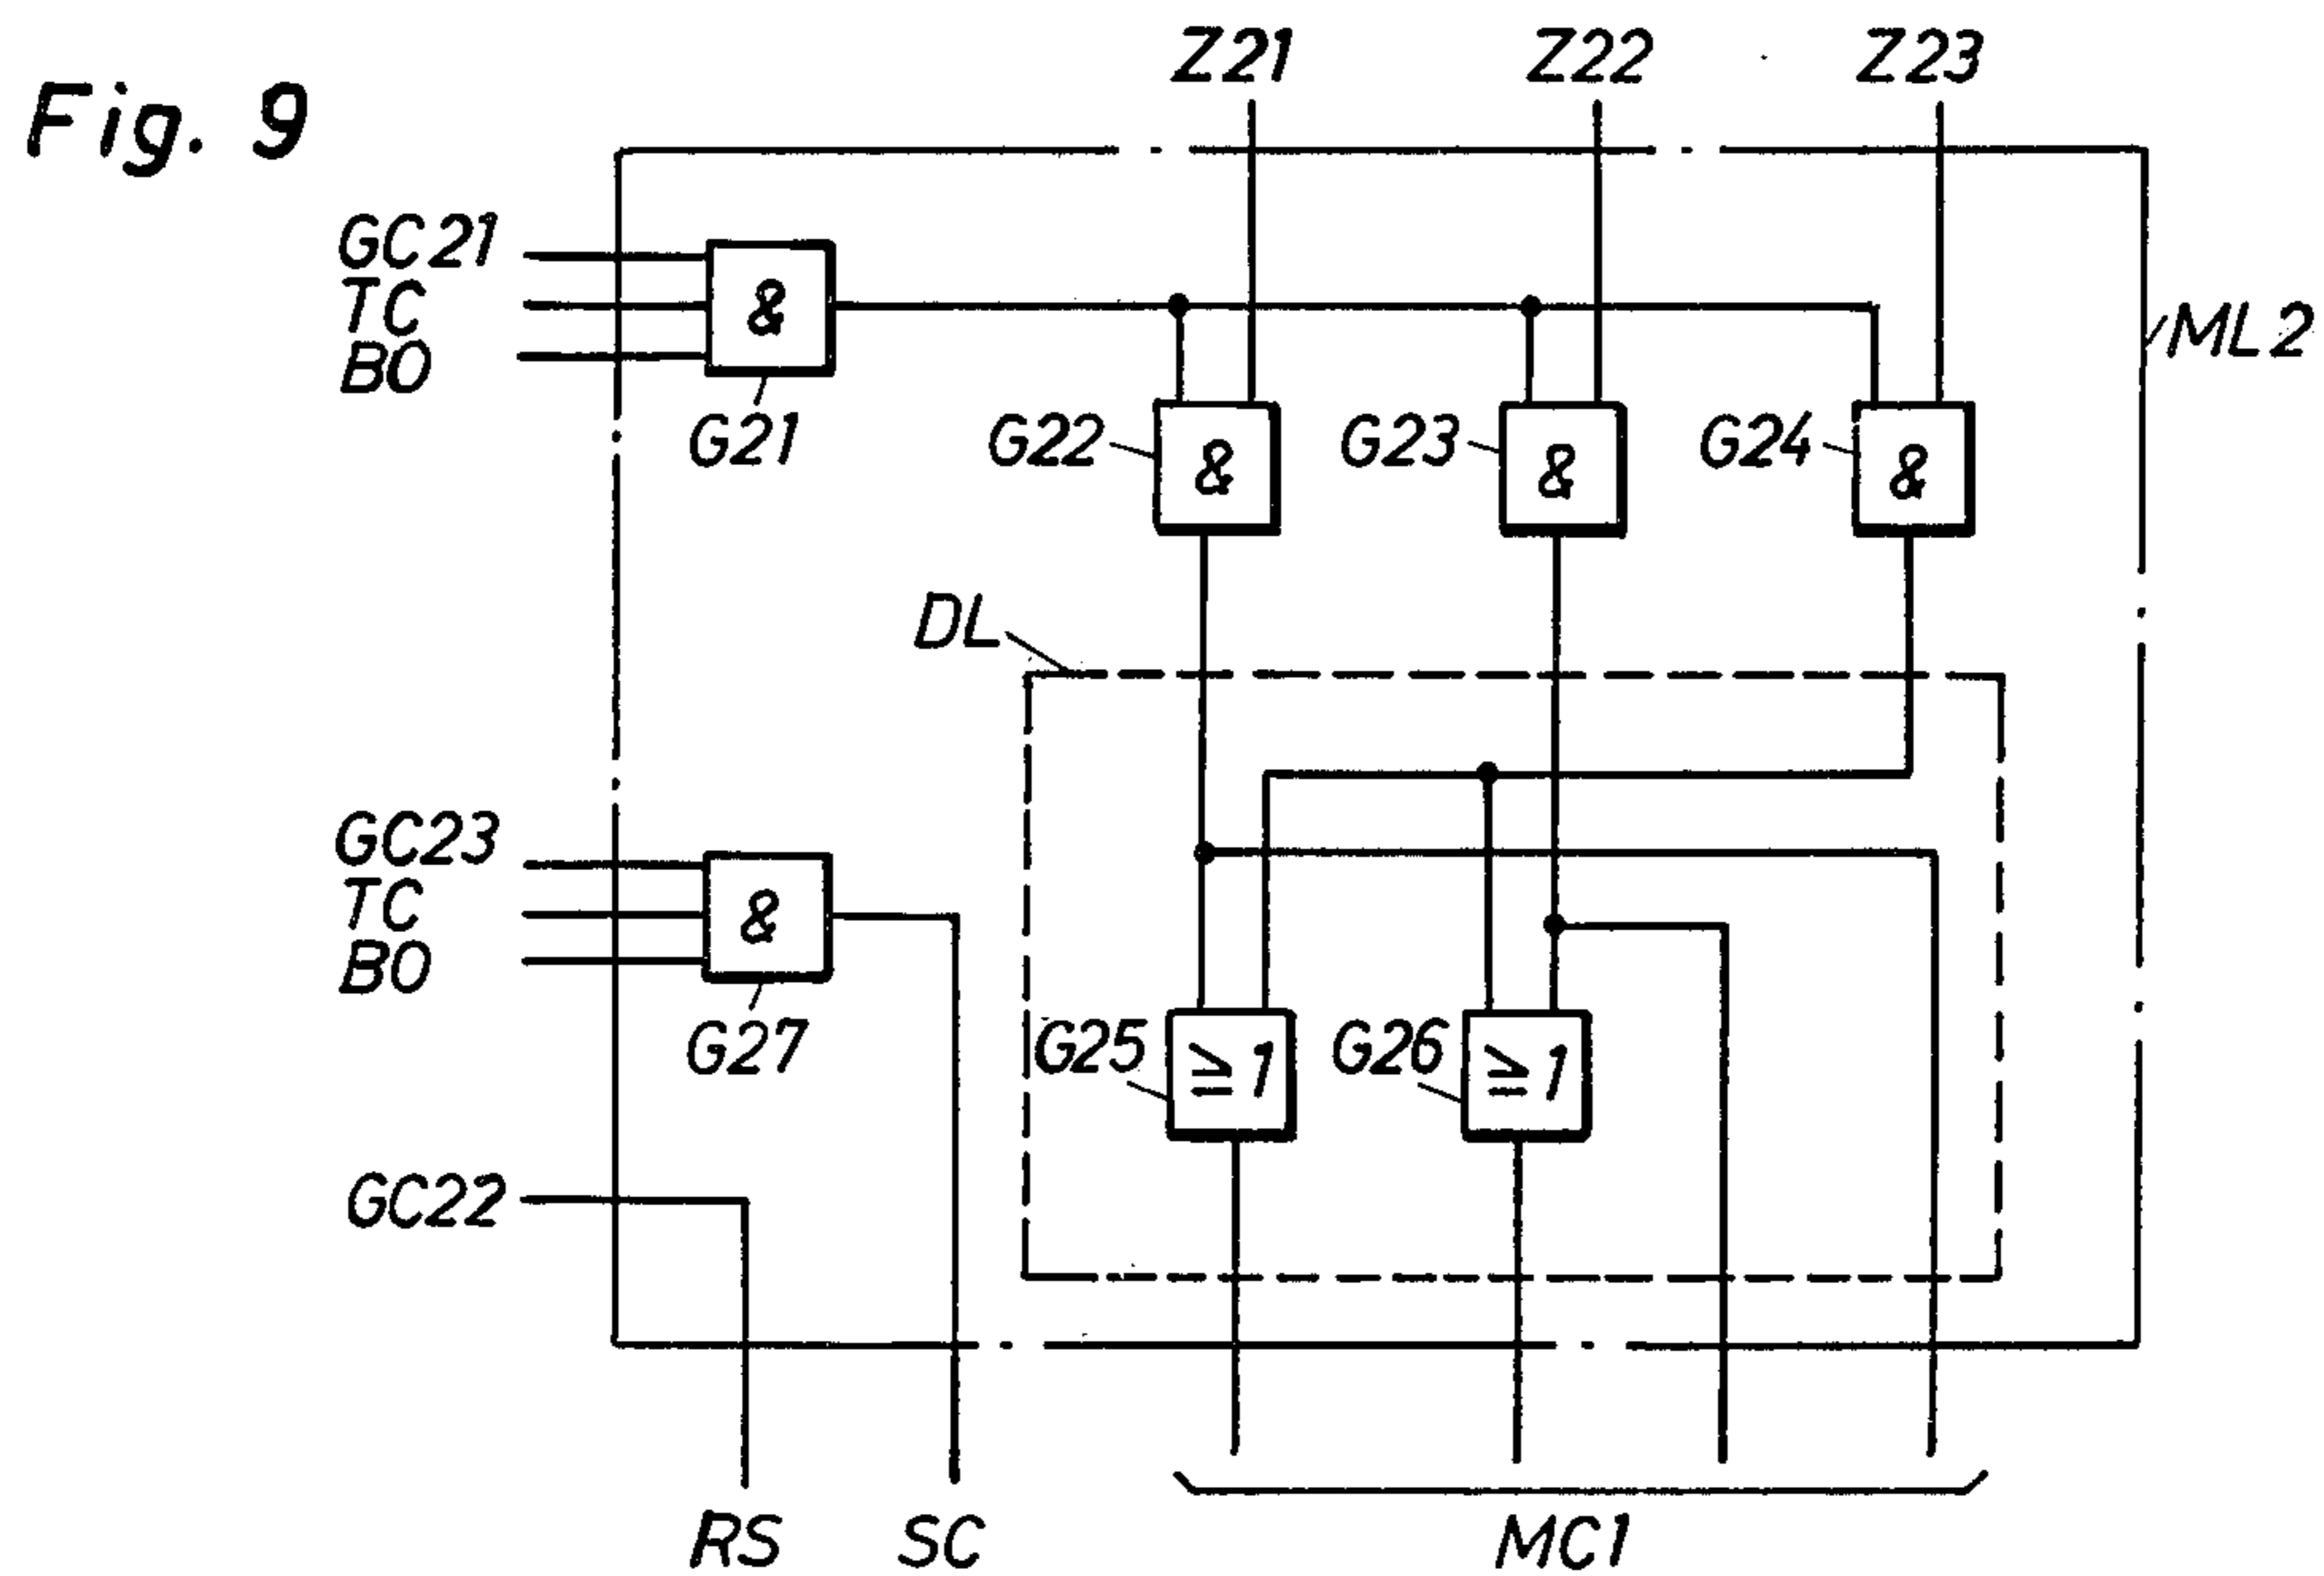 Fig. 9
Z21 Z22 Z23
GC21
TC
BO
&
G21
ML2
G22
&
G23
&
G24
&
DL
GC23
TC
BO
&
G27
G25
≥1
G26
≥1
GC22
RS SC MC1